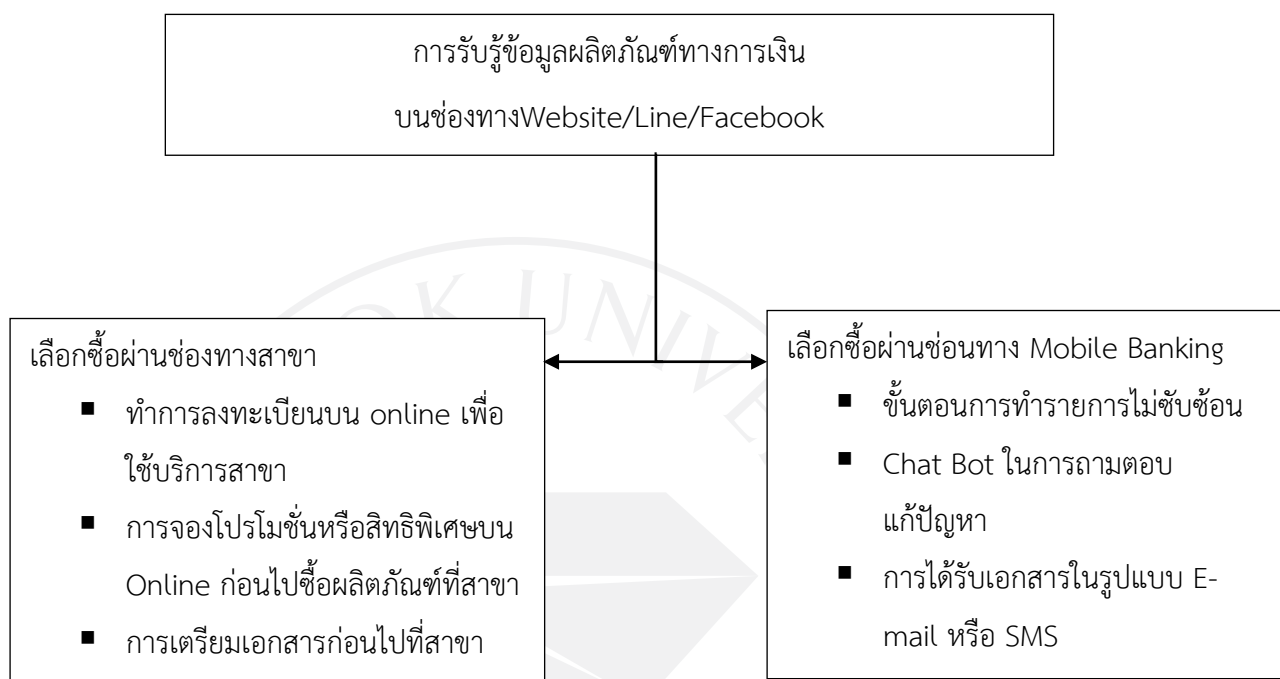 การรับรู้ข้อมูลผลิตภัณฑ์ทางการเงิน
บนช่องทางWebsite/Line/Facebook
เลือกซื้อผ่านช่องทางสาขา
▪ ทำการลงทะเบียนบน online เพื่อ
ใช้บริการสาขา
▪ การจองโปรโมชั่นหรือสิทธิพิเศษบน
Online ก่อนไปซื้อผลิตภัณฑ์ที่สาขา
▪ การเตรียมเอกสารก่อนไปที่สาขา
เลือกซื้อผ่านช่อนทาง Mobile Banking
▪ ขั้นตอนการทำรายการไม่ซับซ้อน
▪ Chat Bot ในการถามตอบ
แก้ปัญหา
▪ การได้รับเอกสารในรูปแบบ E-
mail หรือ SMS
OK UNIVE